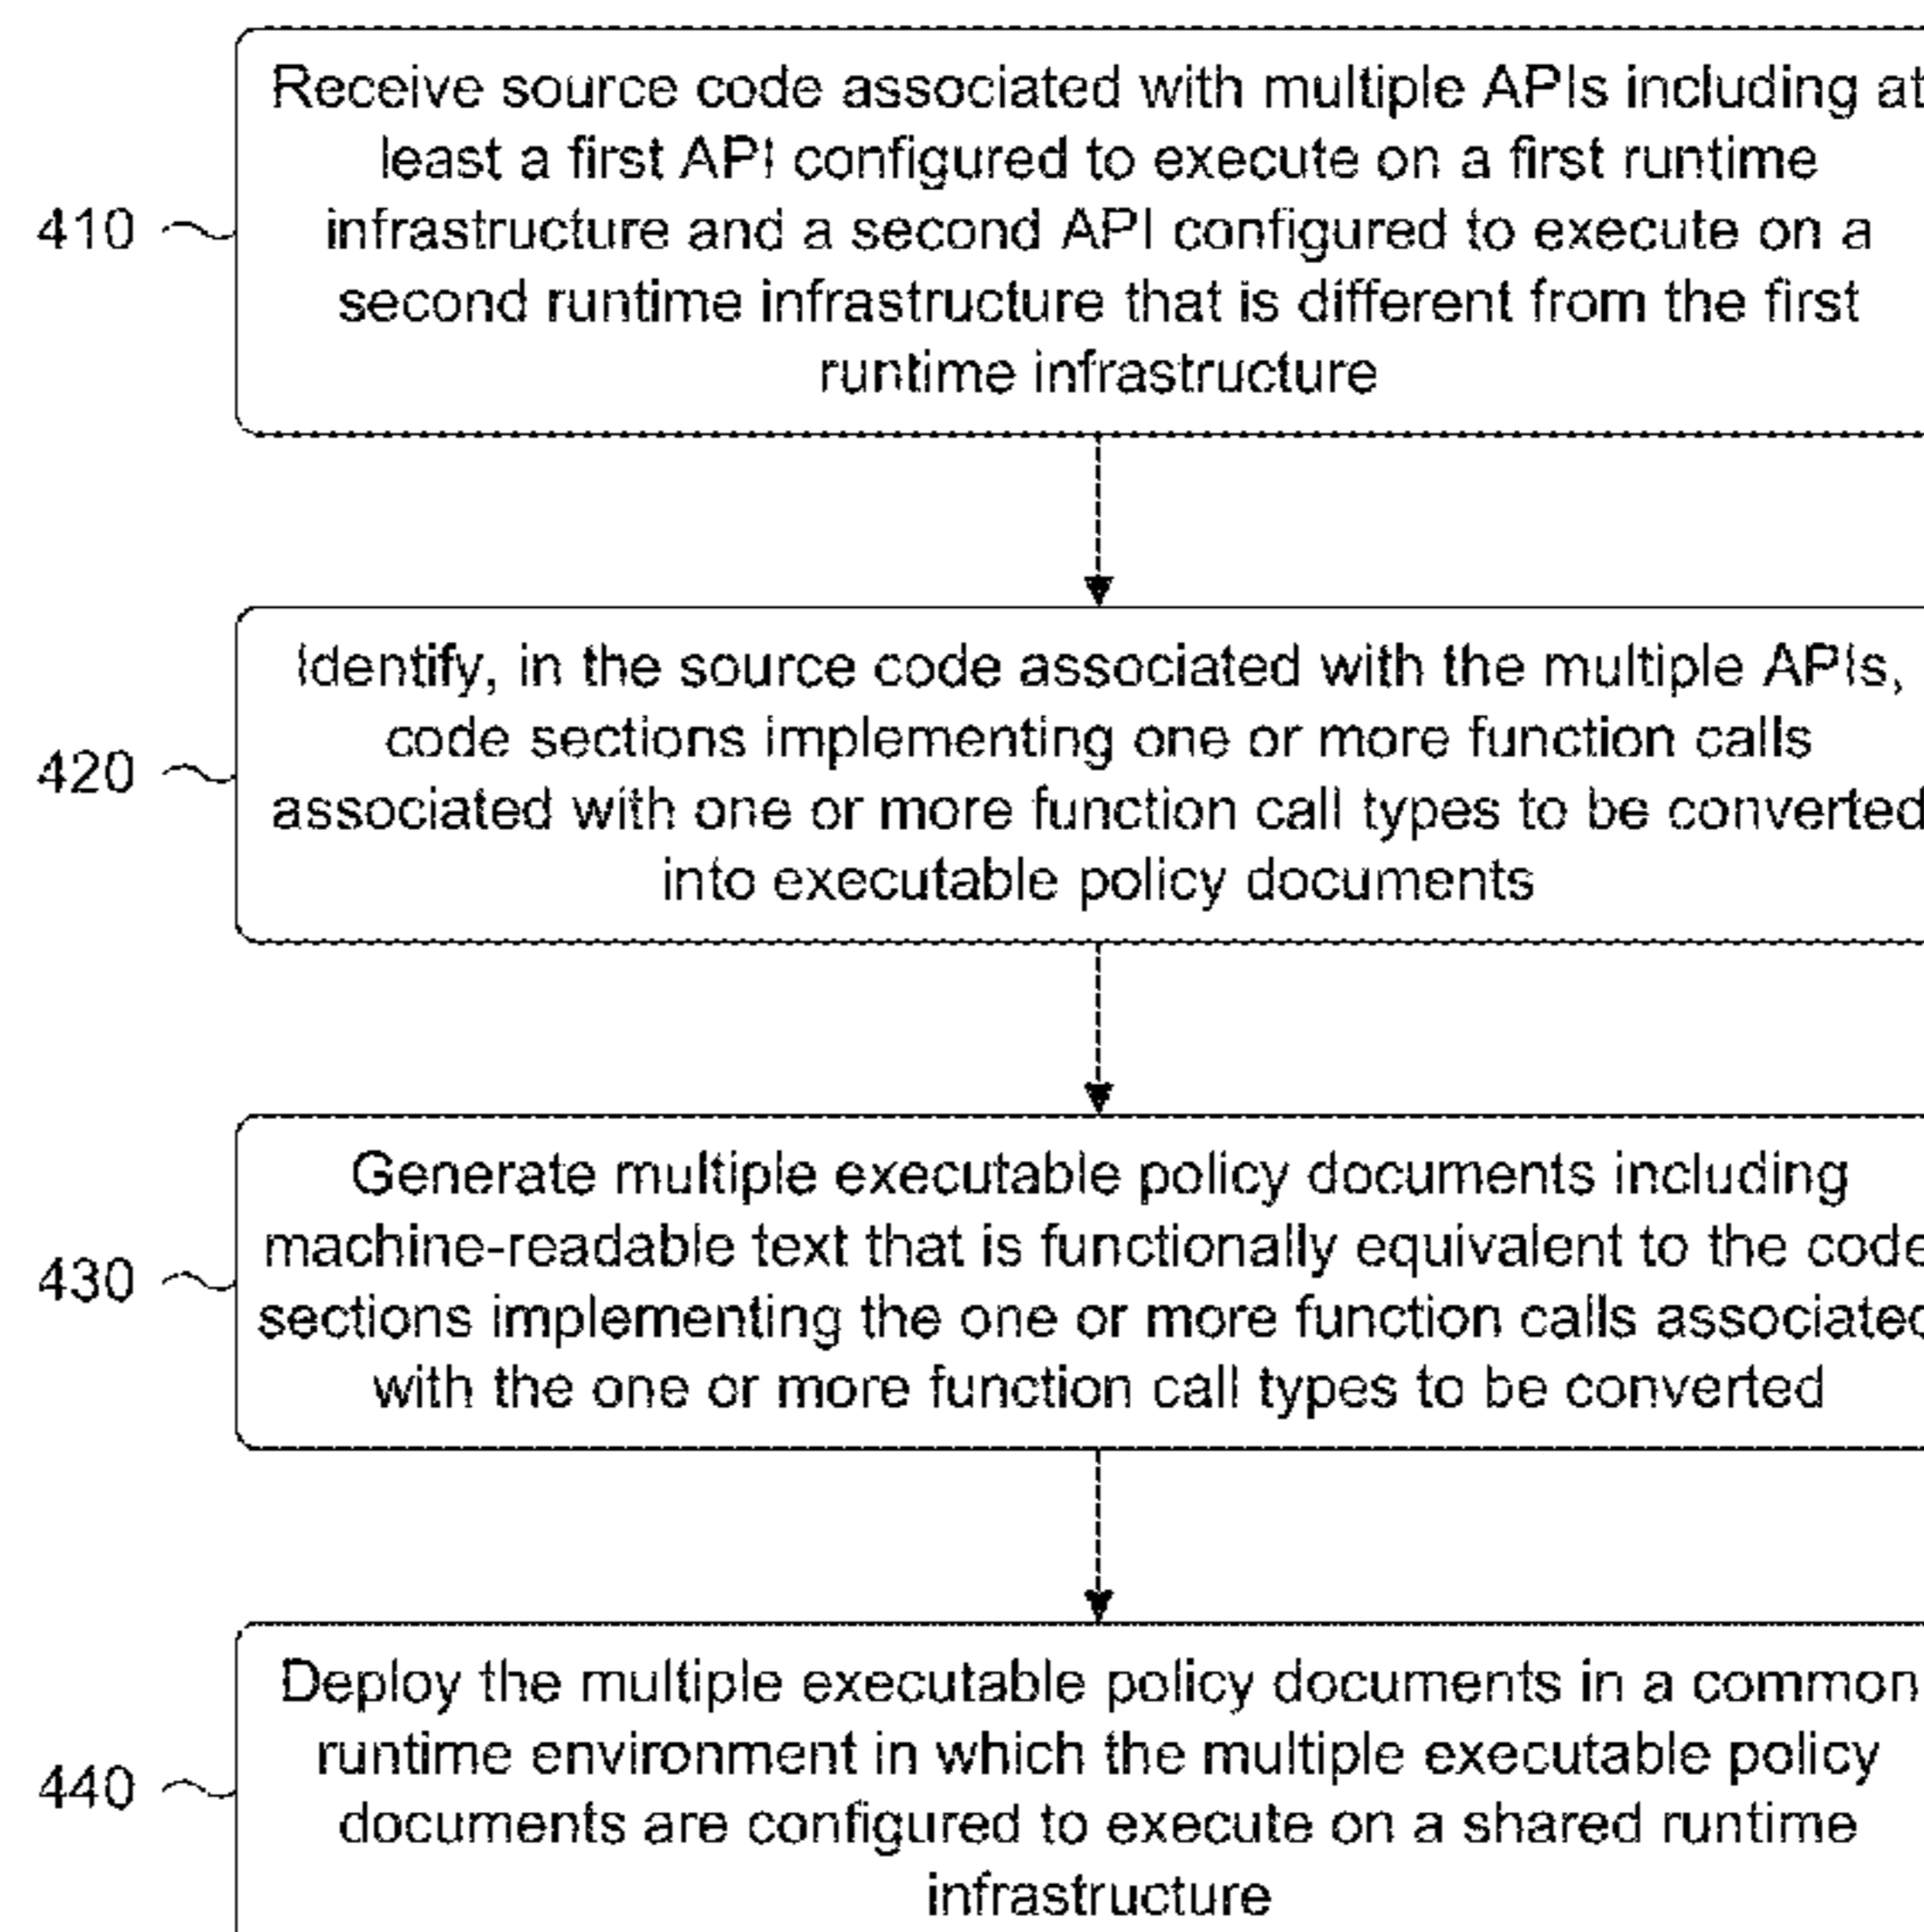 Receive source code associated with multiple APIs including at
least a first API configured to execute on a first runtime
410
infrastructure and a second API configured to execute on a
second runtime infrastructure that is different from the first
runtime infrastructure
Identify, in the source code associated with the multiple APIs,
code sections implementing one or more function calls
420
associated with one or more function call types to be converted
into executable policy documents
Generate multiple executable policy documents including
machine-readable text that is functionally equivalent to the code
430
sections implementing the one or more function calls associated
with the one or more function call types to be converted
Deploy the multiple executable policy documents in a common
runtime environment in which the multiple executable policy
440
documents are configured to execute on a shared runtime
infrastructure